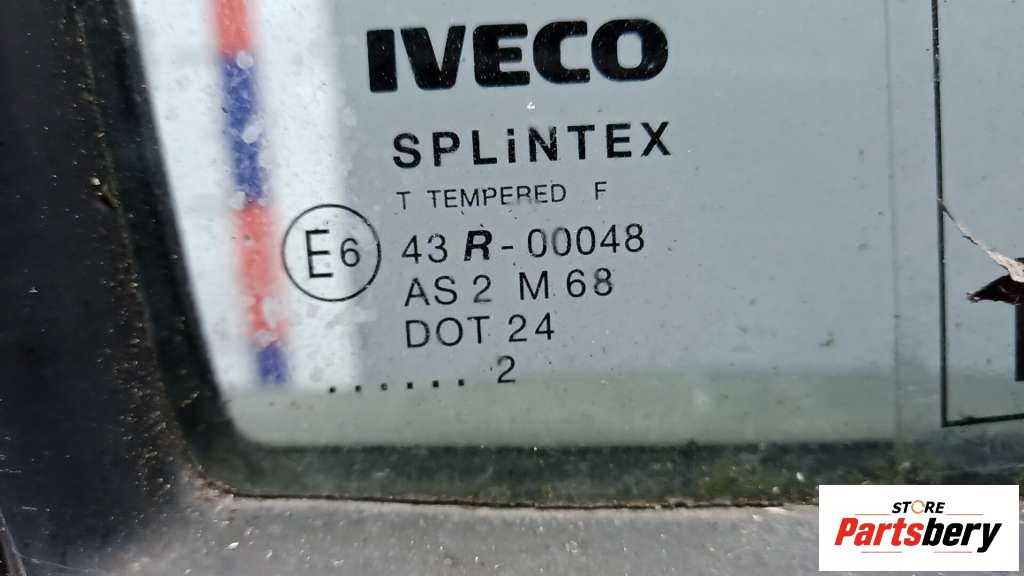 IVECO
SPLiNTEX
T TEMPERED F
E6 43 R - 00048
AS 2 M 68
DOT 24
...... 2
STORE
Partsbery